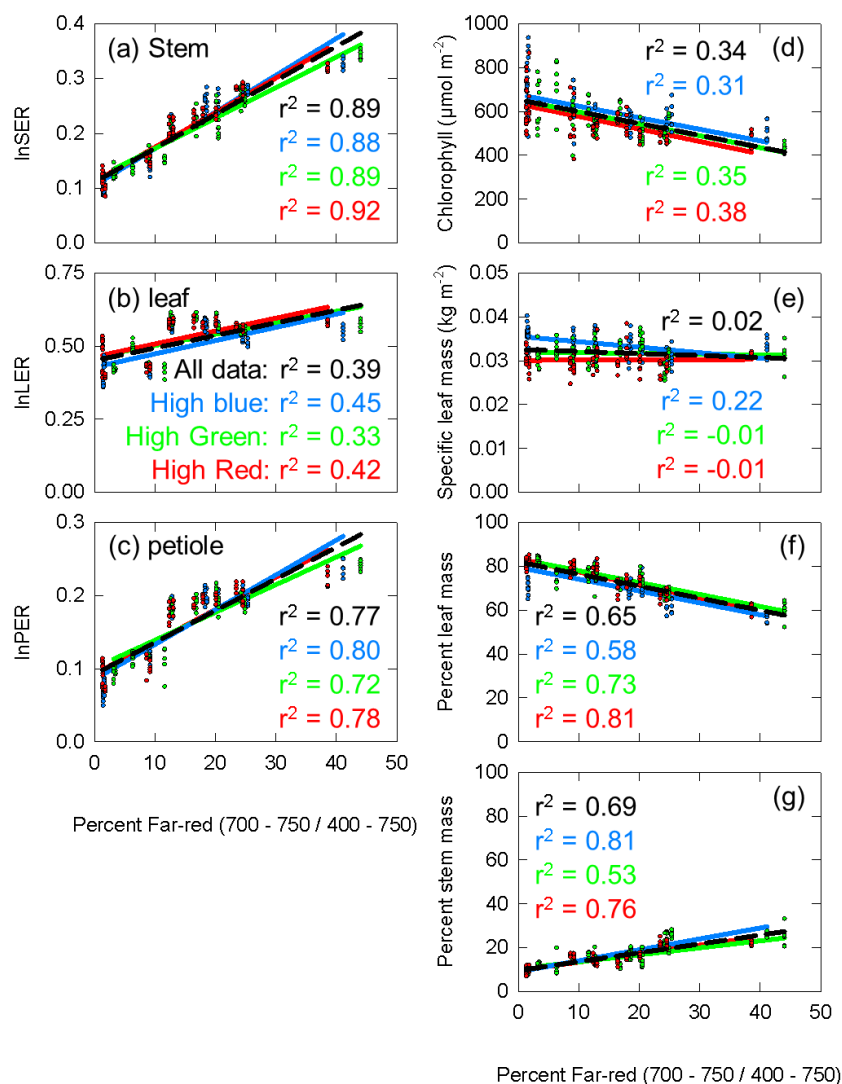 (a) Stem
lnSER
0.4
0.3
0.2
0.1
0.0
r² = 0.89
r² = 0.88
r² = 0.89
r² = 0.92
(b) leaf
lnLER
0.75
0.50
0.25
0.00
All data: r² = 0.39
High blue: r² = 0.45
High Green: r² = 0.33
High Red: r² = 0.42
(c) petiole
lnPER
0.3
0.2
0.1
0.0
r² = 0.77
r² = 0.80
r² = 0.72
r² = 0.78
0 10 20 30 40 50
Percent Far-red (700 - 750 / 400 - 750)
(d)
Chlorophyll (µmol m⁻²)
1000
800
600
400
200
0
r² = 0.34
r² = 0.31
r² = 0.35
r² = 0.38
(e)
Specific leaf mass (kg m⁻²)
0.05
0.04
0.03
0.02
0.01
0.00
r² = 0.02
r² = 0.22
r² = -0.01
r² = -0.01
(f)
Percent leaf mass
100
80
60
40
20
0
r² = 0.65
r² = 0.58
r² = 0.73
r² = 0.81
(g)
Percent stem mass
100
80
60
40
20
0
r² = 0.69
r² = 0.81
r² = 0.53
r² = 0.76
0 10 20 30 40 50
Percent Far-red (700 - 750 / 400 - 750)